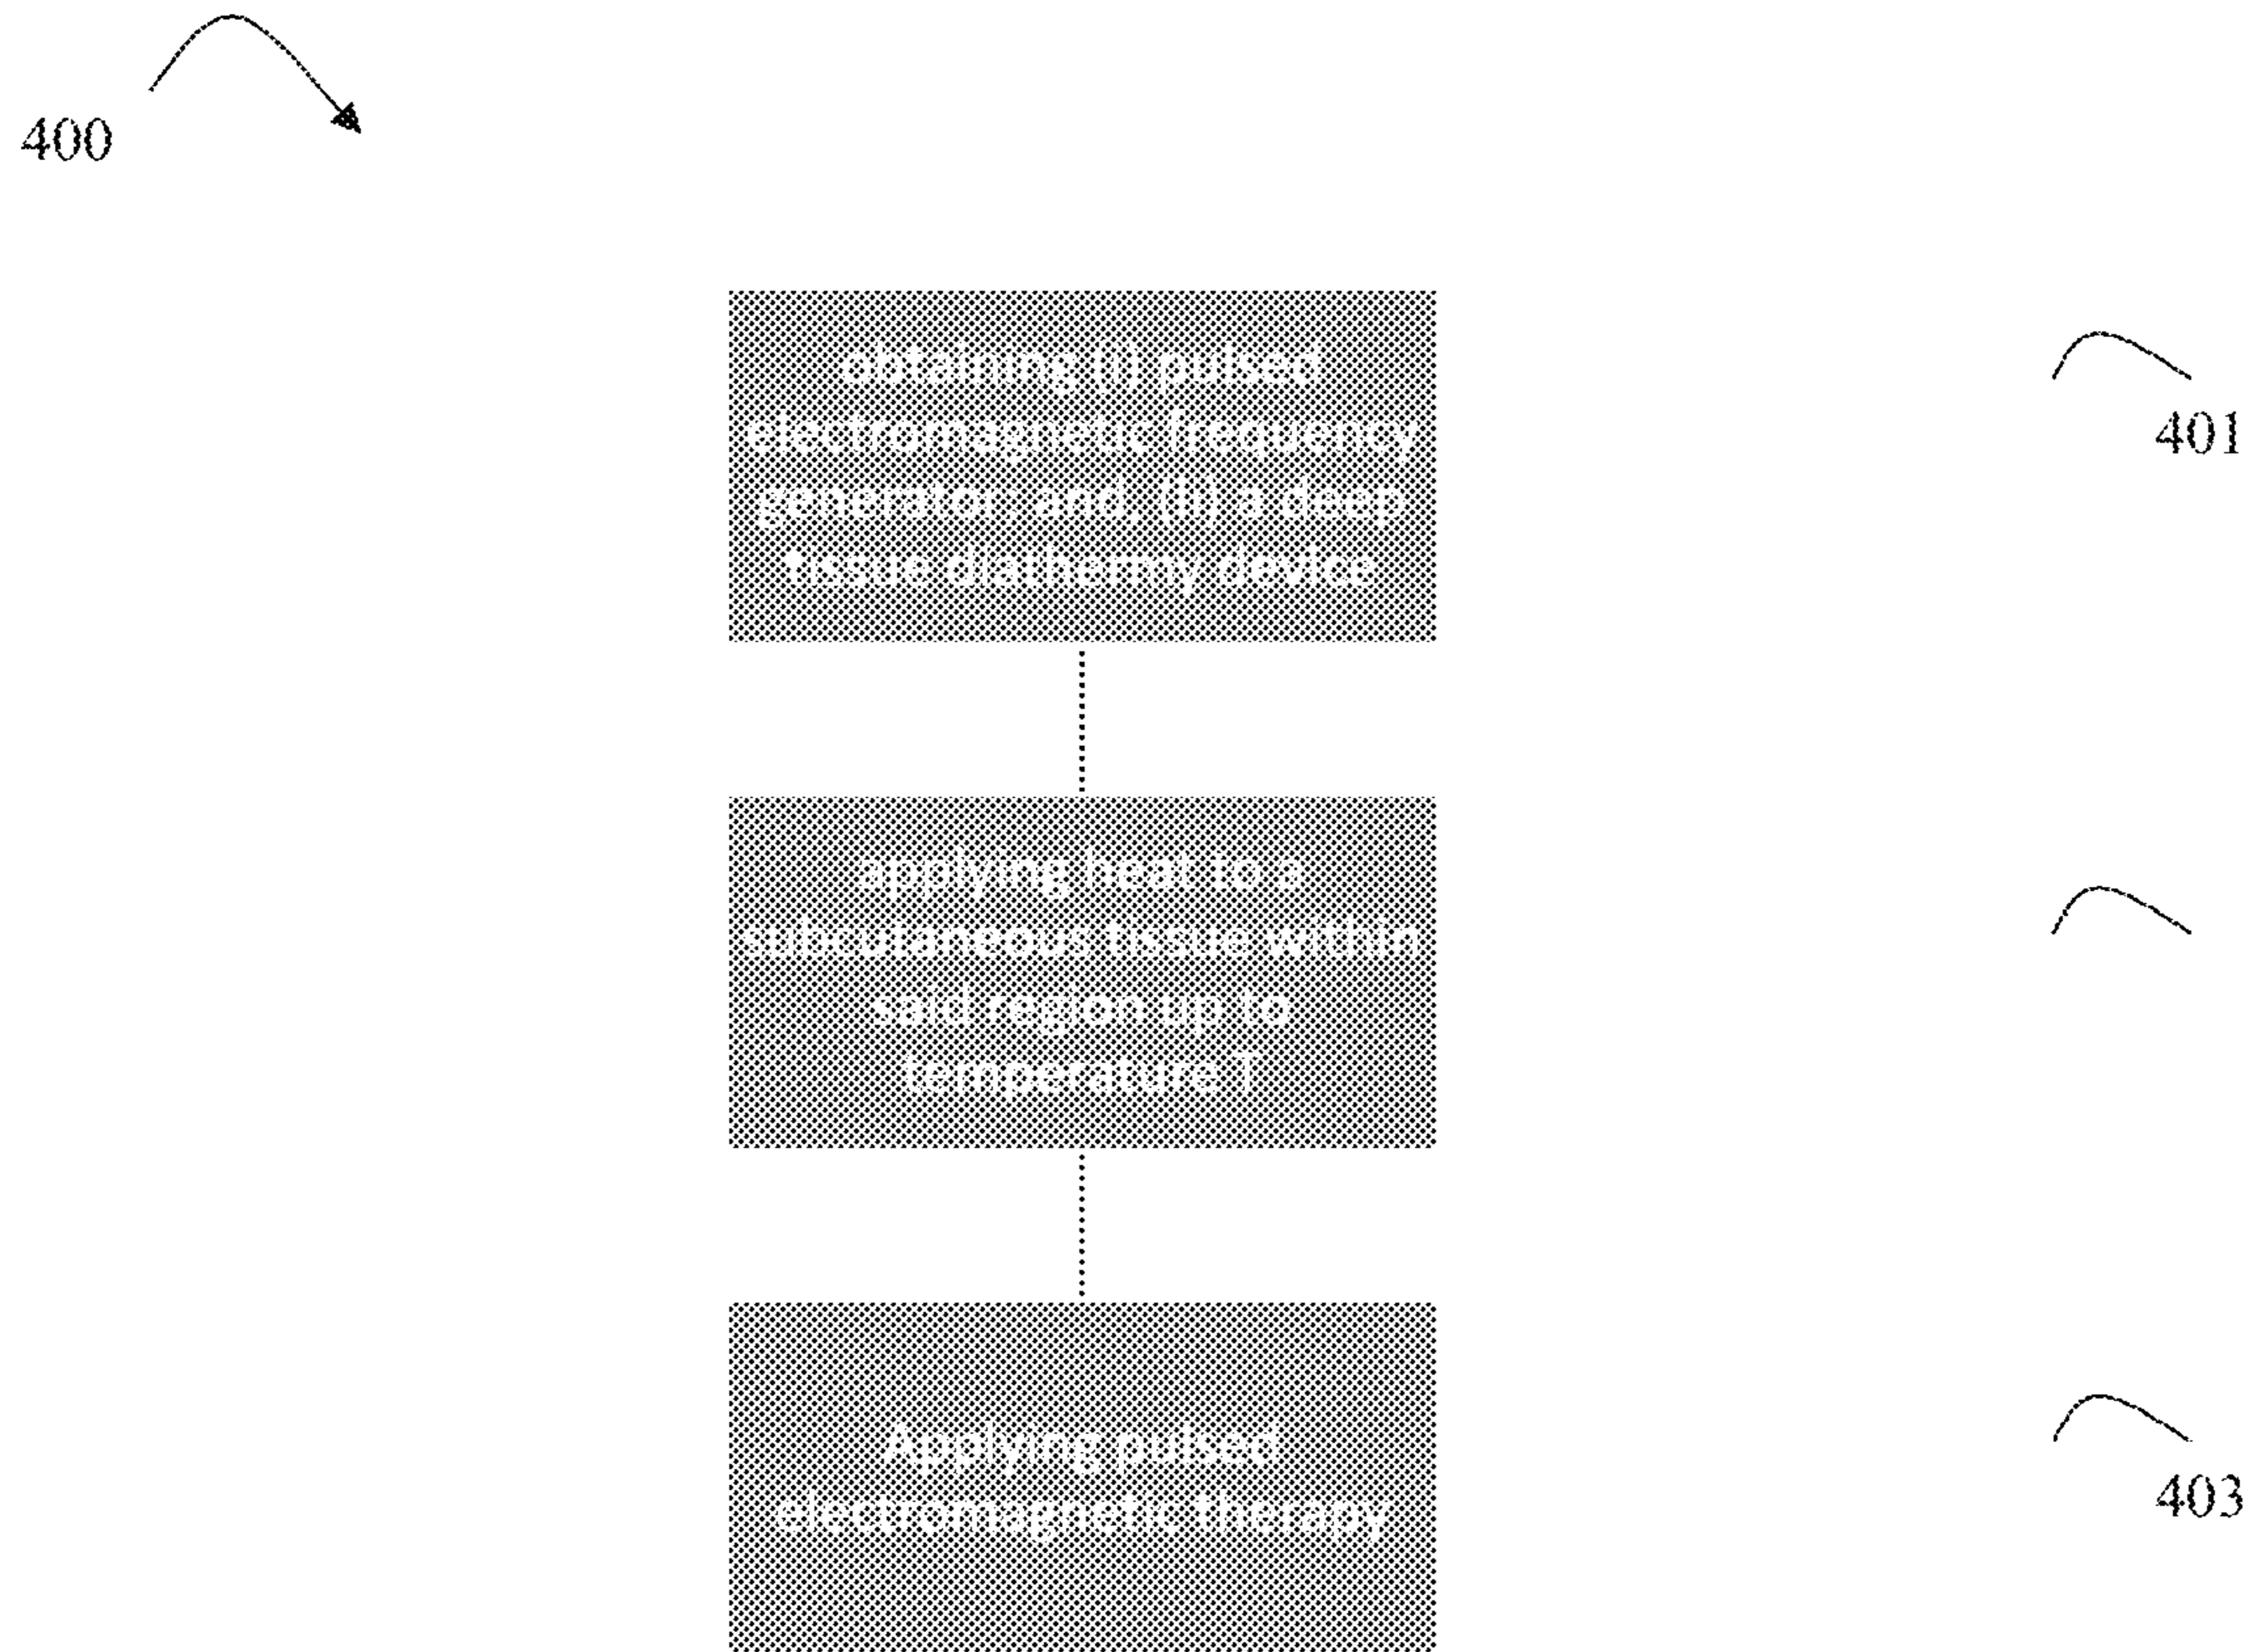 400
obtaining (i) pulsed
electromagnetic frequency
generator; and, (ii) a deep
tissue diathermy device
401
applying heat to a
subcutaneous tissue within
said region up to
temperature T
Applying pulsed
electromagnetic therapy
403